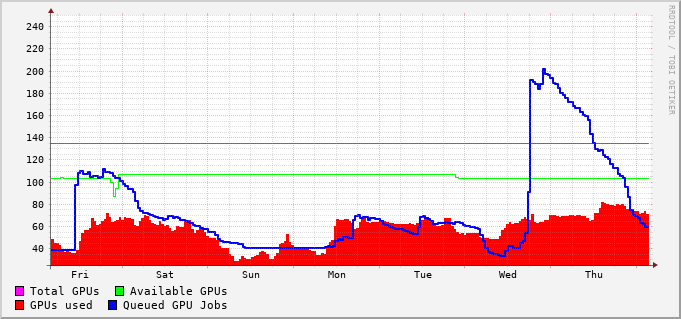 240
220
200
180
160
140
120
100
80
60
40
Fri Sat Sun Mon Tue Wed Thu
Total GPUs Available GPUs
GPUs used Queued GPU Jobs
RRDTOOL / TOBI OETIKER